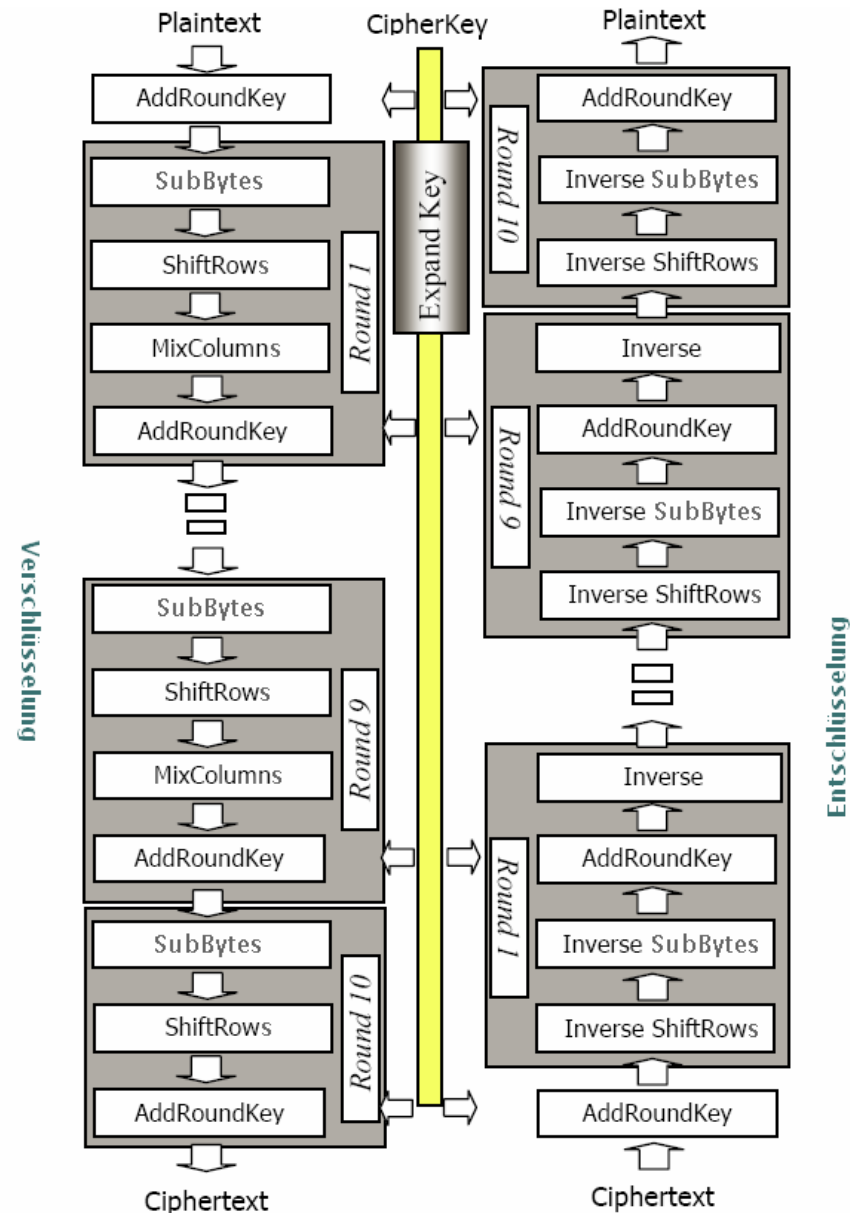 Plaintext
AddRoundKey
SubBytes
ShiftRows
MixColumns
AddRoundKey
Round 1
SubBytes
ShiftRows
MixColumns
AddRoundKey
Round 9
SubBytes
ShiftRows
AddRoundKey
Round 10
Ciphertext
Verschlüsselung
CipherKey
Expand Key
Plaintext
AddRoundKey
Inverse SubBytes
Inverse ShiftRows
Round 10
Inverse
AddRoundKey
Inverse SubBytes
Inverse ShiftRows
Round 9
Inverse
AddRoundKey
Inverse SubBytes
Inverse ShiftRows
Round 1
AddRoundKey
Ciphertext
Entschlüsselung